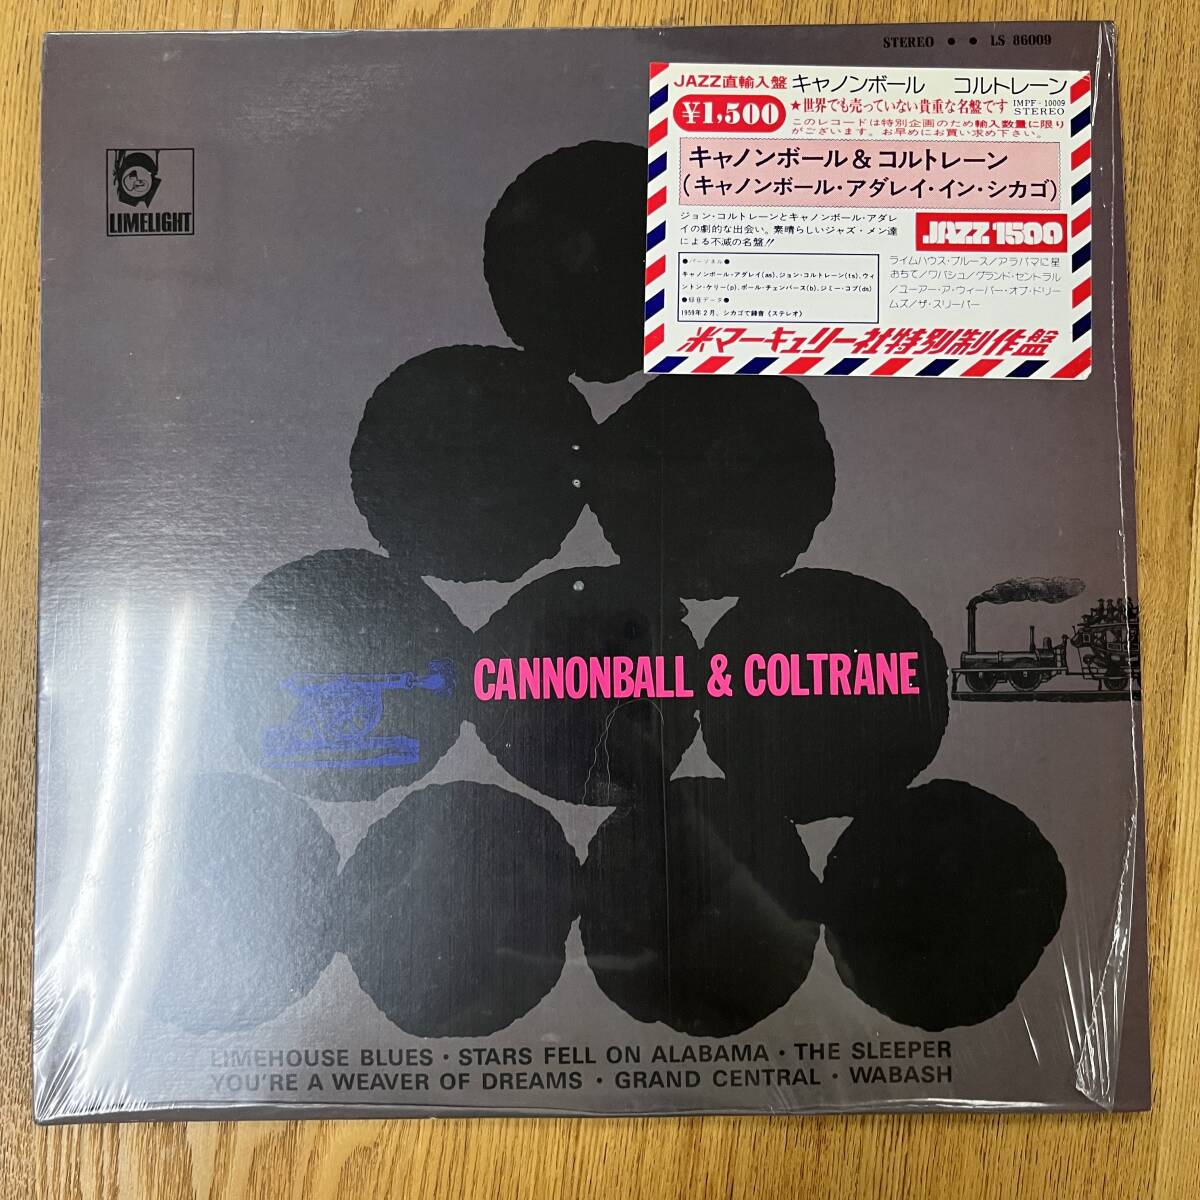 STEREO • • LS 86009
LIMELIGHT
JAZZ直輸入盤 キャノンボール コルトレーン
¥1,500 ★世界でも売っていない貴重な名盤です IMPF-10009
STEREO
このレコードは特別企画のため輸入数量に限り
がございます。お早めにお買い求め下さい。
キャノンボール&コルトレーン
(キャノンボール・アダレイ・イン・シカゴ)
ジョン・コルトレーンとキャノンボール・アダレ
イの劇的な出会い。素晴らしいジャズ・メン達
による不滅の名盤!!
JAZZ 1500
●パーソネル●
キャノンボール・アダレイ(as)、ジョン・コルトレーン(ts)、ウィ
ントン・ケリー(p)、ポール・チェンバース(b)、ジミー・コブ(ds)
●録音データ●
1959年2月、シカゴで録音《ステレオ》
ライムハウス・ブルース/アラバマに星
おちて/ワバシュ/グランド・セントラル
/ユーアー・ア・ウィーバー・オブ・ドリー
ムズ/ザ・スリーパー
米マーキュリー社特別制作盤
CANNONBALL & COLTRANE
LIMEHOUSE BLUES · STARS FELL ON ALABAMA · THE SLEEPER
YOU'RE A WEAVER OF DREAMS · GRAND CENTRAL · WABASH